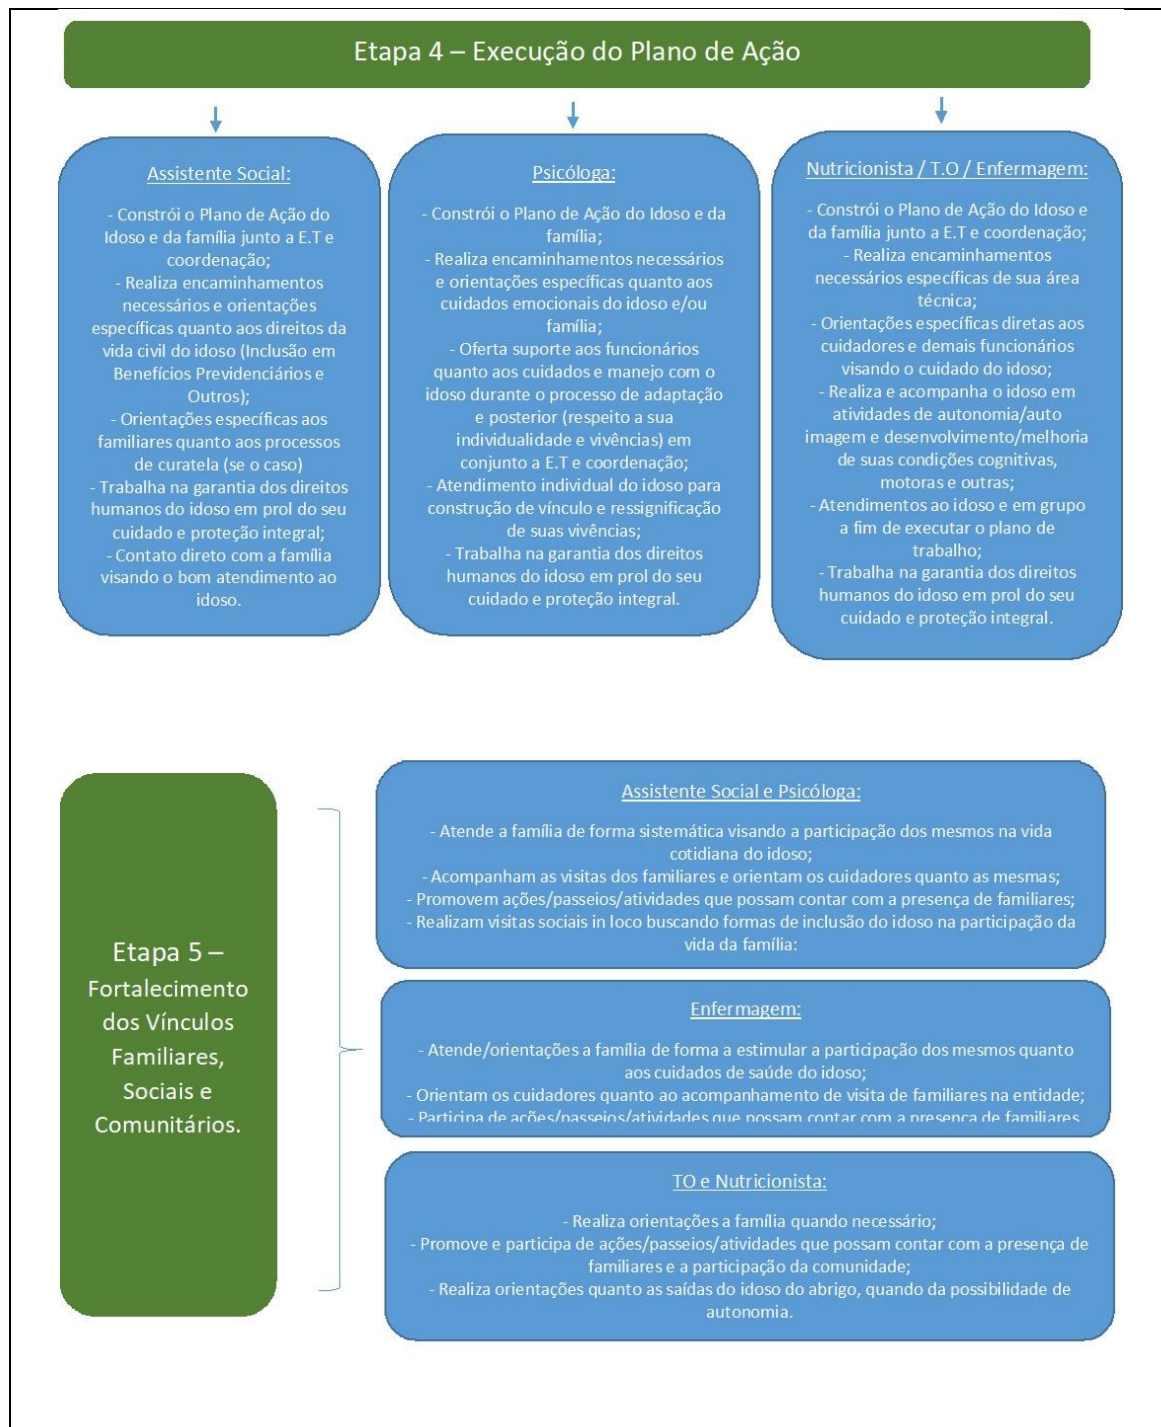 Etapa 4 – Execução do Plano de Ação
Assistente Social:
- Constrói o Plano de Ação do
Idoso e da família junto a E.T e
coordenação;
- Realiza encaminhamentos
necessários e orientações
específicas quanto aos direitos da
vida civil do idoso (Inclusão em
Benefícios Previdenciários e
Outros);
- Orientações específicas aos
familiares quanto aos processos
de curatela (se o caso)
- Trabalha na garantia dos direitos
humanos do idoso em prol do seu
cuidado e proteção integral;
- Contato direto com a família
visando o bom atendimento ao
idoso.
Psicóloga:
- Constrói o Plano de Ação do Idoso e da
família;
- Realiza encaminhamentos necessários
e orientações específicas quanto aos
cuidados emocionais do idoso e/ou
família;
- Oferta suporte aos funcionários
quanto aos cuidados e manejo com o
idoso durante o processo de adaptação
e posterior (respeito a sua
individualidade e vivências) em
conjunto a E.T e coordenação;
- Atendimento individual do idoso para
construção de vínculo e ressignificação
de suas vivências;
- Trabalha na garantia dos direitos
humanos do idoso em prol do seu
cuidado e proteção integral.
Nutricionista / T.O / Enfermagem:
- Constrói o Plano de Ação do Idoso e
da família junto a E.T e coordenação;
- Realiza encaminhamentos
necessários específicas de sua área
técnica;
- Orientações específicas diretas aos
cuidadores e demais funcionários
visando o cuidado do idoso;
- Realiza e acompanha o idoso em
atividades de autonomia/auto
imagem e desenvolvimento/melhoria
de suas condições cognitivas,
motoras e outras;
- Atendimentos ao idoso e em grupo
a fim de executar o plano de
trabalho;
- Trabalha na garantia dos direitos
humanos do idoso em prol do seu
cuidado e proteção integral.
Etapa 5 –
Fortalecimento
dos Vínculos
Familiares,
Sociais e
Comunitários.
Assistente Social e Psicóloga:
- Atende a família de forma sistemática visando a participação dos mesmos na vida
cotidiana do idoso;
- Acompanham as visitas dos familiares e orientam os cuidadores quanto as mesmas;
- Promovem ações/passeios/atividades que possam contar com a presença de familiares;
- Realizam visitas sociais in loco buscando formas de inclusão do idoso na participação da
vida da família:
Enfermagem:
- Atende/orientações a família de forma a estimular a participação dos mesmos quanto
aos cuidados de saúde do idoso;
- Orientam os cuidadores quanto ao acompanhamento de visita de familiares na entidade;
- Participa de ações/passeios/atividades que possam contar com a presença de familiares
TO e Nutricionista:
- Realiza orientações a família quando necessário;
- Promove e participa de ações/passeios/atividades que possam contar com a presença de
familiares e a participação da comunidade;
- Realiza orientações quanto as saídas do idoso do abrigo, quando da possibilidade de
autonomia.